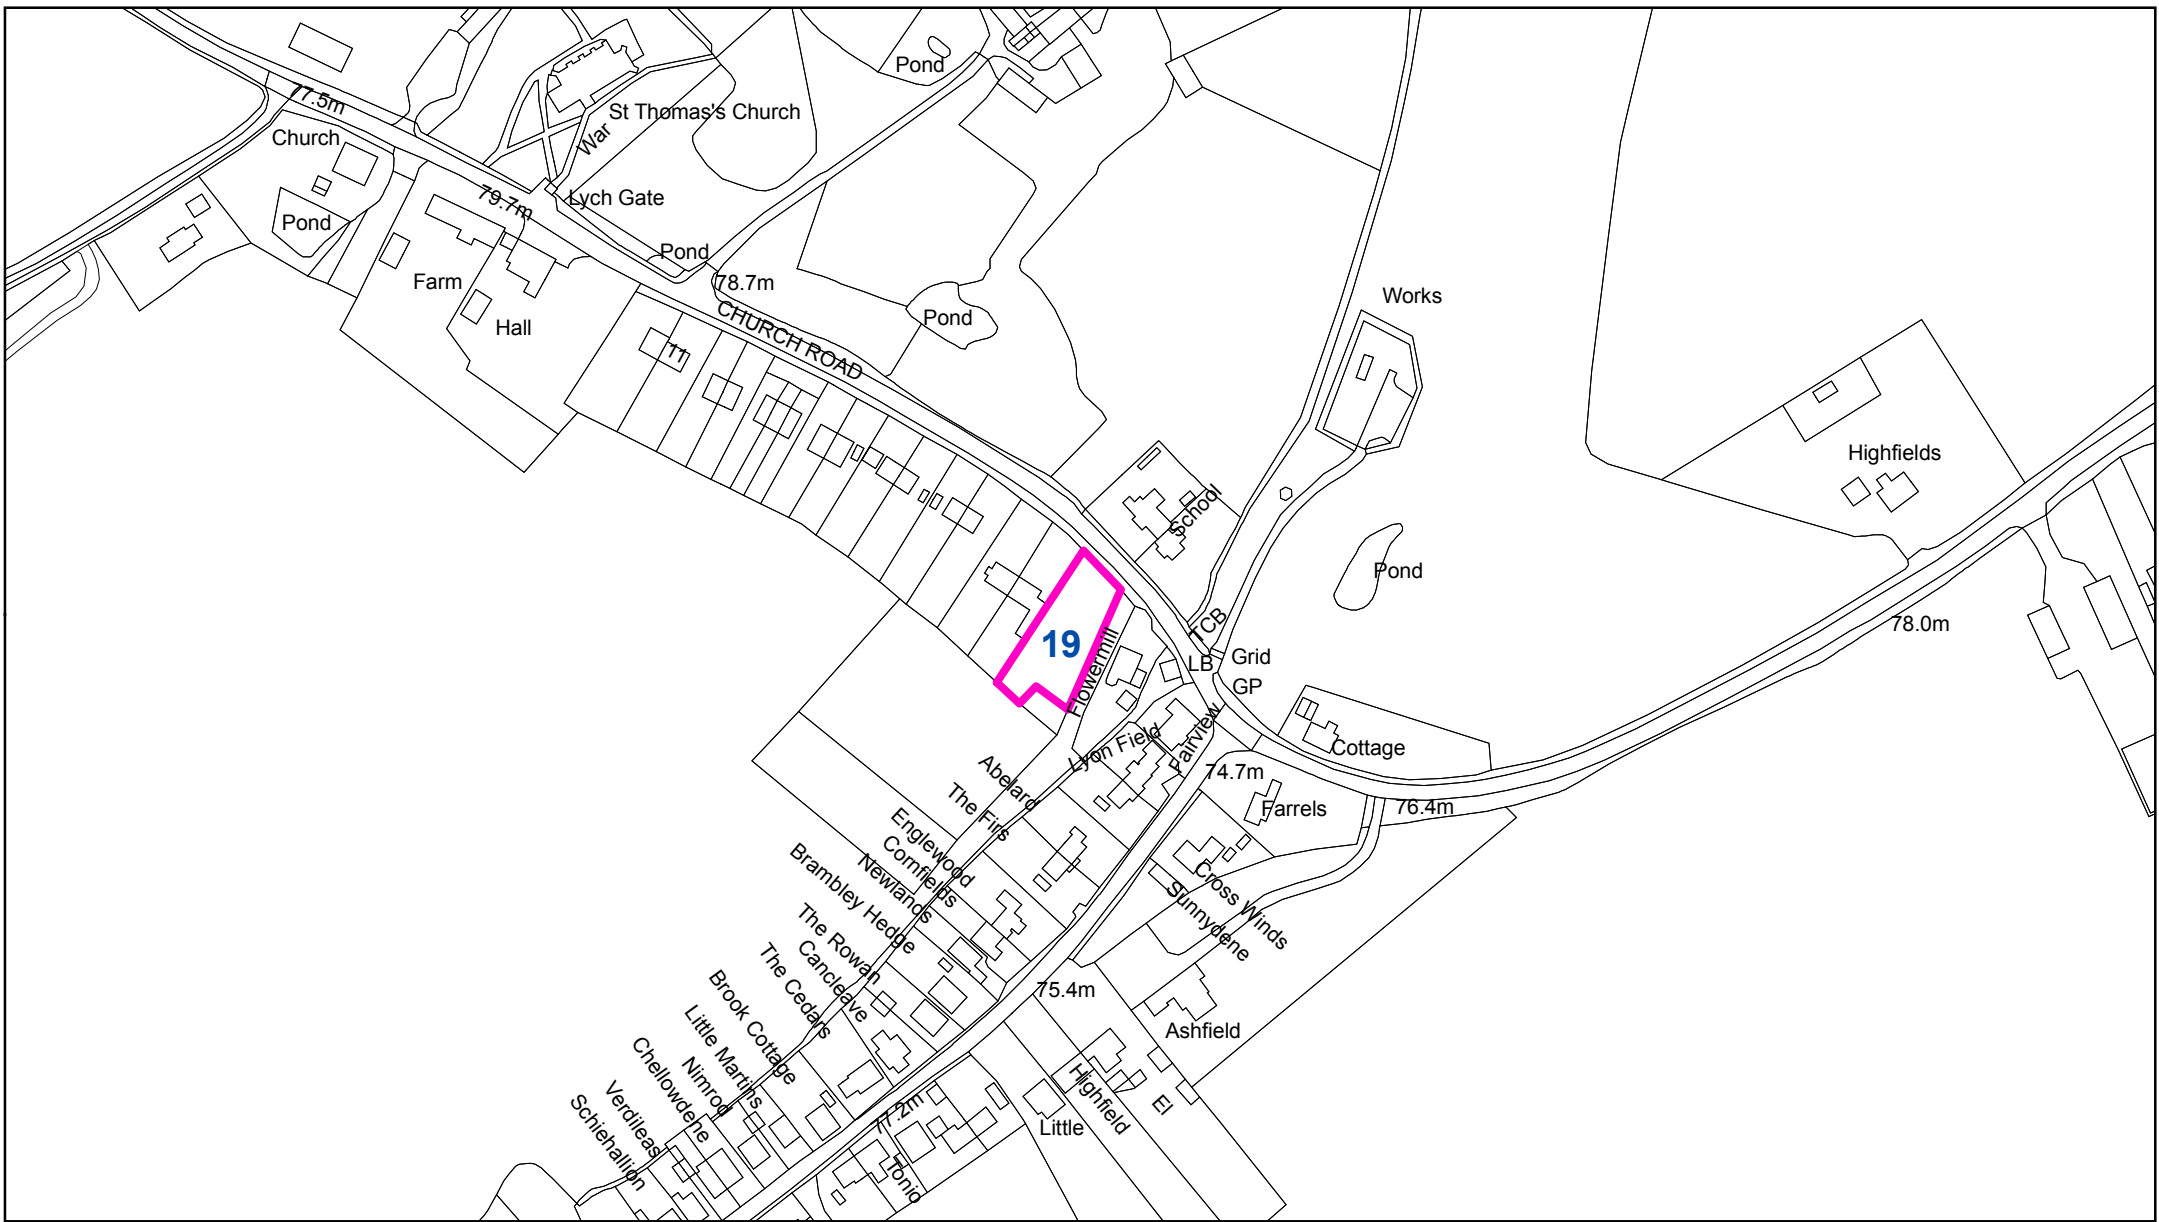 Pond
77.5m
St Thomas's Church
Church
War
79.7m
Lych Gate
Pond
Pond
78.7m
Farm
Works
Pond
Hall
CHURCH ROAD
11
Highfields
School
Pond
TCB
78.0m
19
Flowermill
LB
Grid
GP
Fairview
Lyon Field
Cottage
74.7m
Abelard
The Firs
Farrels
76.4m
Englewood
Cornfields
Newlands
Brambley Hedge
Cross Winds
Sunnydene
The Rowan
Cancleave
The Cedars
75.4m
Brook Cottage
Little Martins
Ashfield
Nimrod
Chellowdene
Verdileas
Schiehallion
77.2m
Highfield
El
Little
Tonio